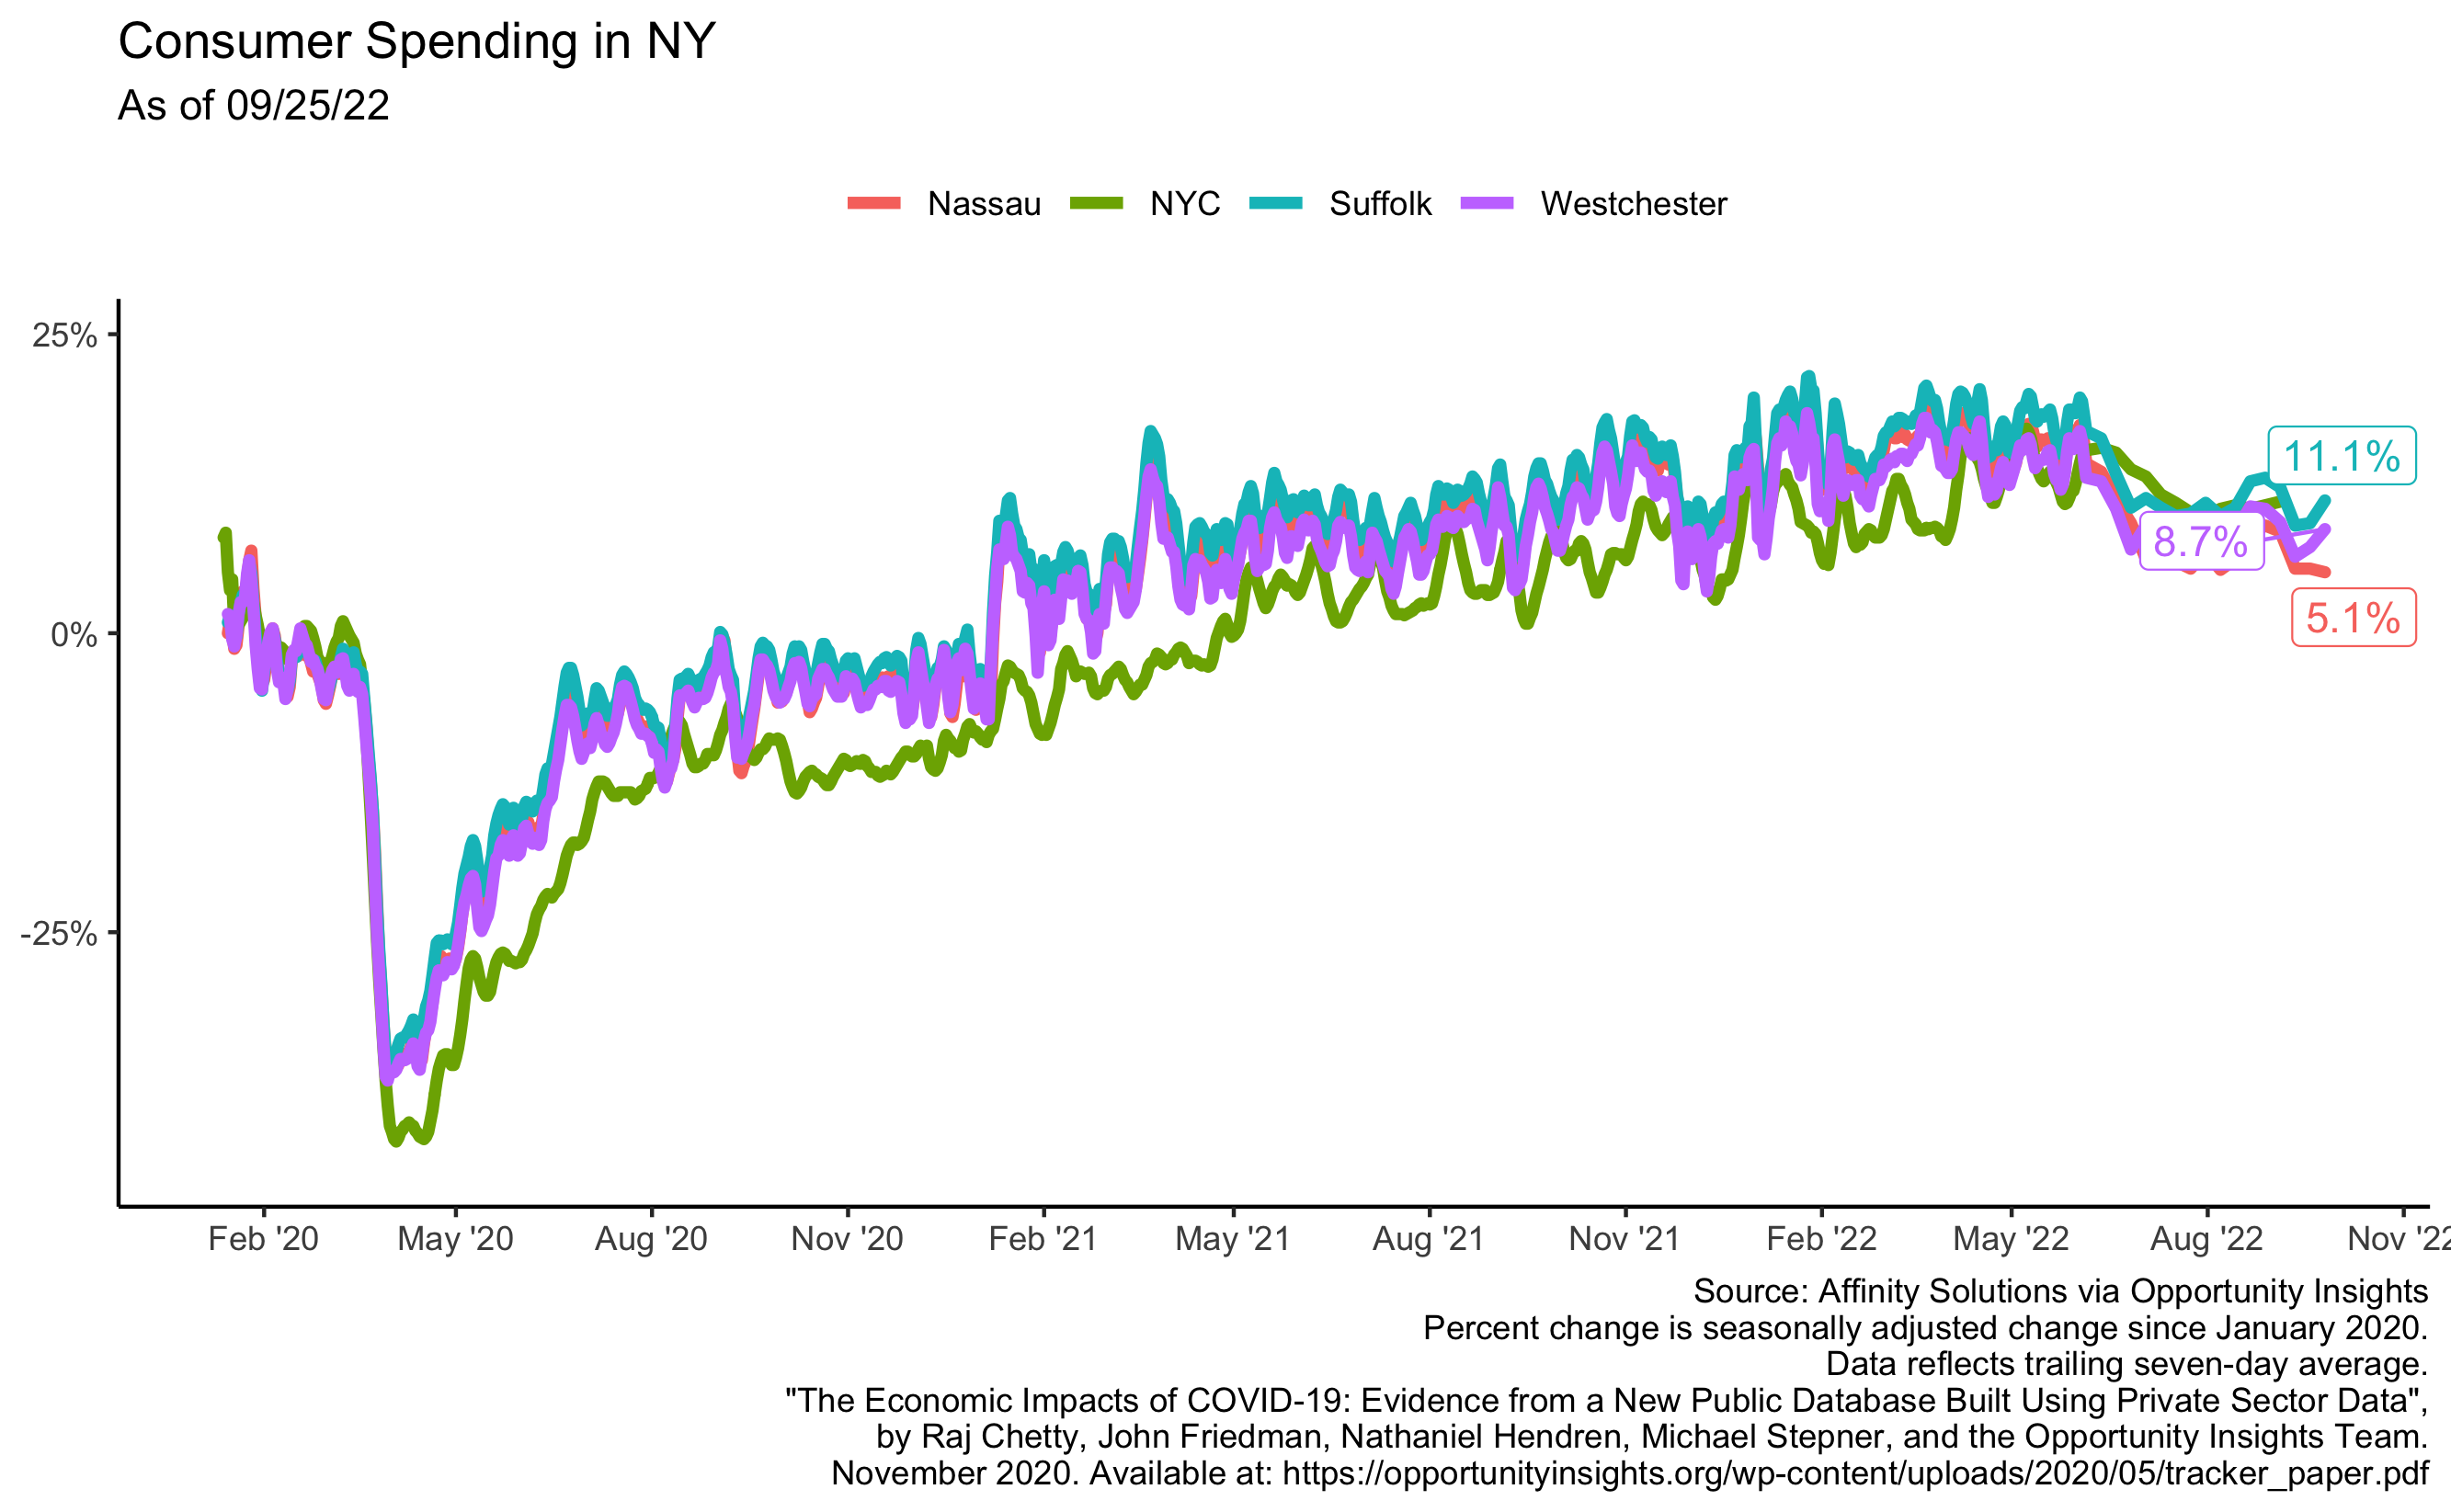 Consumer Spending in NY
As of 09/25/22
Nassau NYC Suffolk Westchester
25%
0%
-25%
11.1%
8.7%
5.1%
Feb '20 May '20 Aug '20 Nov '20 Feb '21 May '21 Aug '21 Nov '21 Feb '22 May '22 Aug '22 Nov '22
Source: Affinity Solutions via Opportunity Insights
Percent change is seasonally adjusted change since January 2020.
Data reflects trailing seven-day average.
"The Economic Impacts of COVID-19: Evidence from a New Public Database Built Using Private Sector Data",
by Raj Chetty, John Friedman, Nathaniel Hendren, Michael Stepner, and the Opportunity Insights Team.
November 2020. Available at: https://opportunityinsights.org/wp-content/uploads/2020/05/tracker_paper.pdf